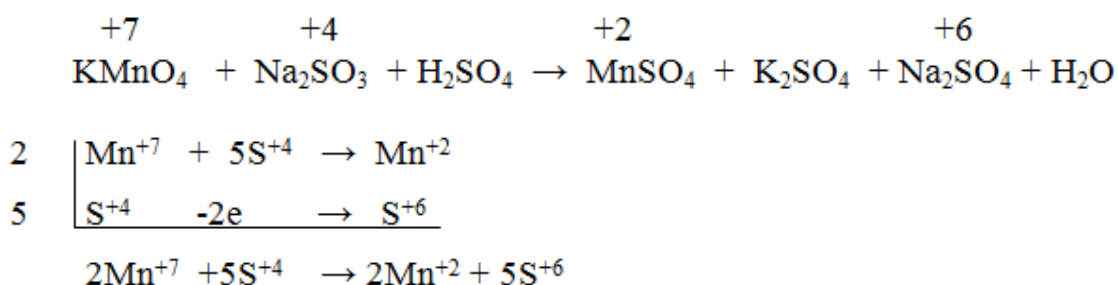 +7 +4 +2 +6
KMnO₄ + Na₂SO₃ + H₂SO₄ → MnSO₄ + K₂SO₄ + Na₂SO₄ + H₂O
2 Mn⁺⁷ + 5S⁺⁴ → Mn⁺²
5 S⁺⁴ -2e → S⁺⁶
2Mn⁺⁷ +5S⁺⁴ → 2Mn⁺² + 5S⁺⁶